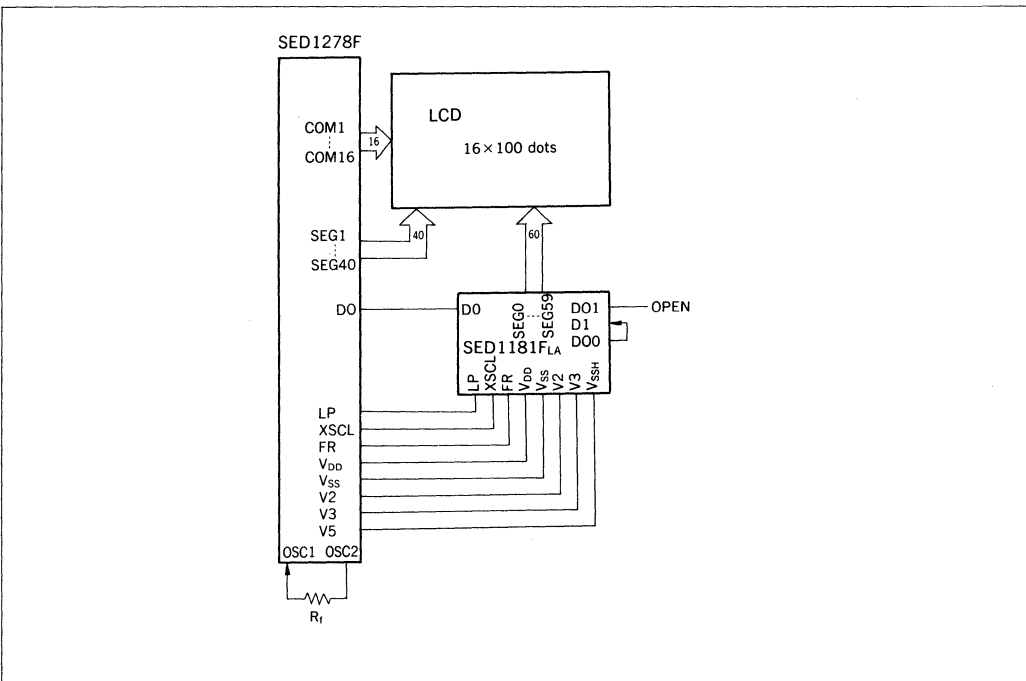 SED1278F
COM1
COM16
16
LCD
16×100 dots
SEG1
SEG40
40
60
DO
DO
SEG0
SEG59
DO1
OPEN
D1
DO0
SED1181FLA
LP
XSCL
FR
VDD
VSS
V2
V3
VSSH
LP
XSCL
FR
VDD
VSS
V2
V3
V5
OSC1 OSC2
Rf